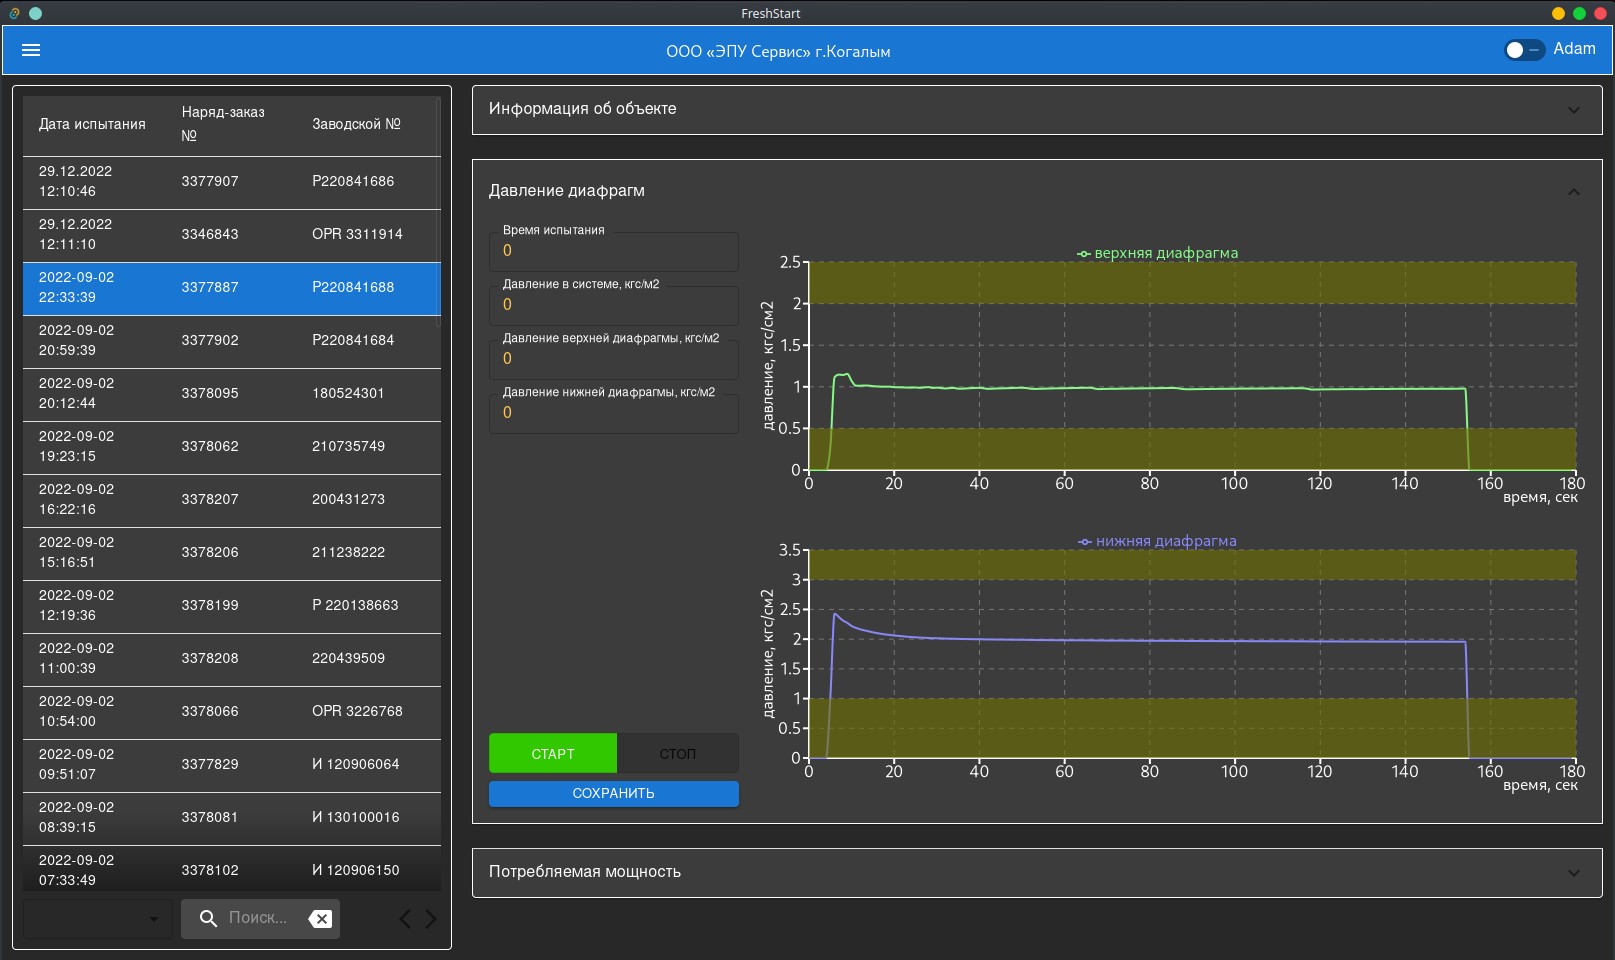 FreshStart
ООО «ЭПУ Сервис» г.Когалым
Adam
Дата испытания
Наряд-заказ
№
Заводской №
29.12.2022
12:10:46
3377907
P220841686
29.12.2022
12:11:10
3346843
OPR 3311914
2022-09-02
22:33:39
3377887
P220841688
2022-09-02
20:59:39
3377902
P220841684
2022-09-02
20:12:44
3378095
180524301
2022-09-02
19:23:15
3378062
210735749
2022-09-02
16:22:16
3378207
200431273
2022-09-02
15:16:51
3378206
211238222
2022-09-02
12:19:36
3378199
P 220138663
2022-09-02
11:00:39
3378208
220439509
2022-09-02
10:54:00
3378066
OPR 3226768
2022-09-02
09:51:07
3377829
И 120906064
2022-09-02
08:39:15
3378081
И 130100016
2022-09-02
07:33:49
3378102
И 120906150
Поиск...
Информация об объекте
Давление диафрагм
Время испытания
0
Давление в системе, кгс/м2
0
Давление верхней диафрагмы, кгс/м2
0
Давление нижней диафрагмы, кгс/м2
0
СТАРТ
СТОП
СОХРАНИТЬ
верхняя диафрагма
давление, кгс/см2
2.5
2
1.5
1
0.5
0
0 20 40 60 80 100 120 140 160 180
время, сек
нижняя диафрагма
давление, кгс/см2
3.5
3
2.5
2
1.5
1
0.5
0
0 20 40 60 80 100 120 140 160 180
время, сек
Потребляемая мощность